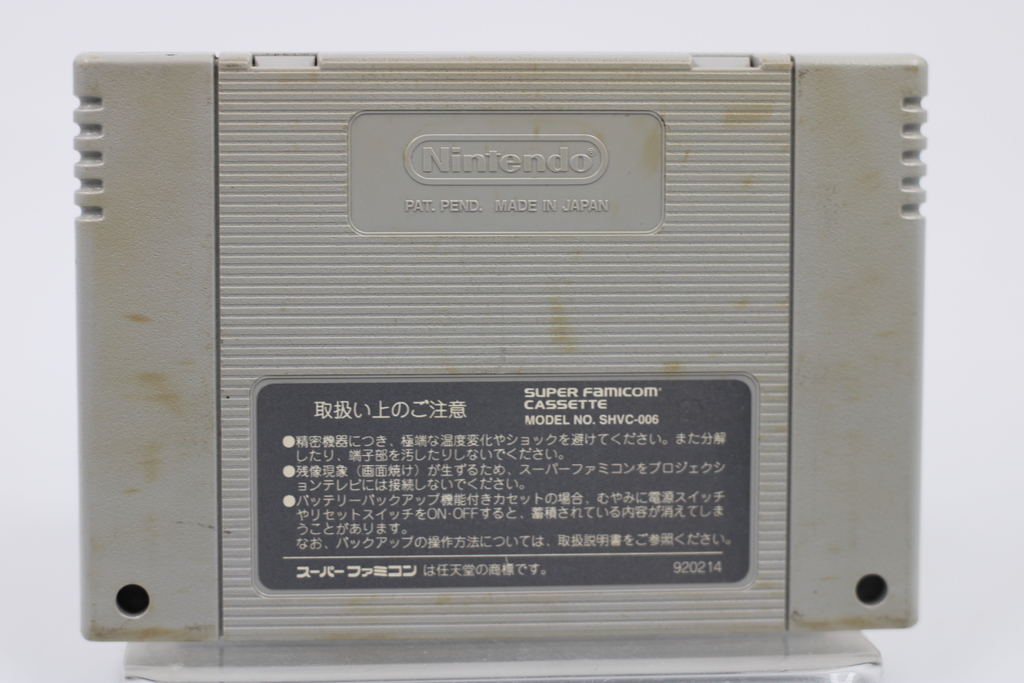 Nintendo®
PAT. PEND. MADE IN JAPAN
取扱い上のご注意
SUPER FAMICOM
CASSETTE
MODEL NO. SHVC-006
●精密機器につき、極端な温度変化やショックを避けてください。また分解
したり、端子部を汚したりしないでください。
●残像現象（画面焼け）が生ずるため、スーパーファミコンをプロジェクシ
ョンテレビには接続しないでください。
●バッテリーバックアップ機能付きカセットの場合、むやみに電源スイッチ
やリセットスイッチをON・OFFすると、蓄積されている内容が消えてしま
うことがあります。
なお、バックアップの操作方法については、取扱説明書をご参照ください。
スーパーファミコン は任天堂の商標です。
920214